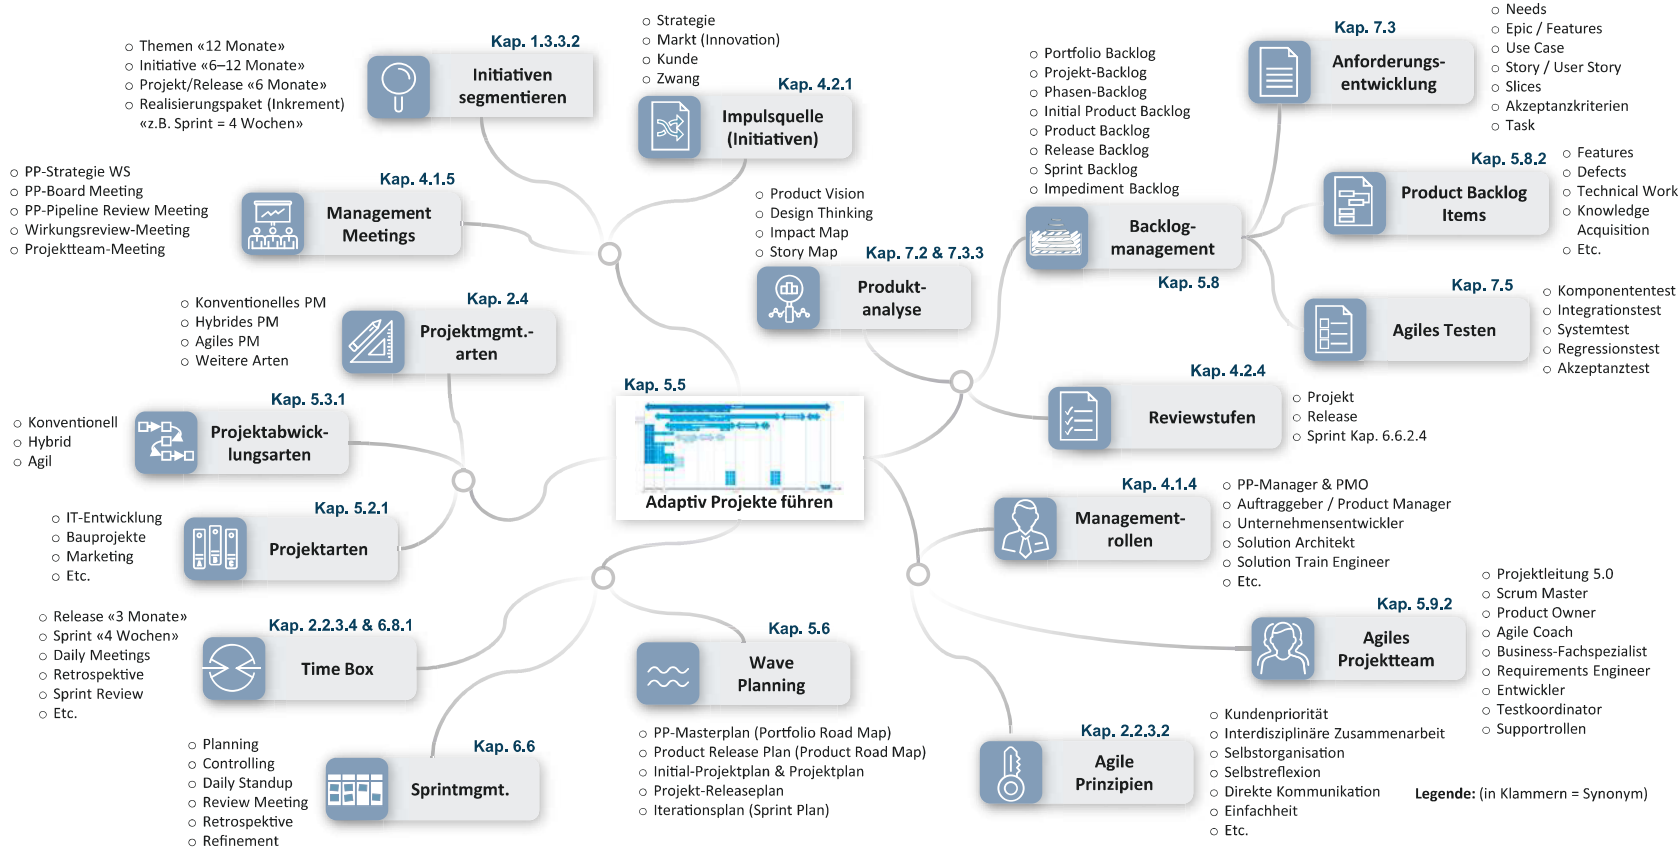 Kap. 1.3.3.2
Initiativen
segmentieren
○ Themen «12 Monate»
○ Initiative «6–12 Monate»
○ Projekt/Release «6 Monate»
○ Realisierungspaket (Inkrement)
«z.B. Sprint = 4 Wochen»
○ Strategie
○ Markt (Innovation)
○ Kunde
○ Zwang
Kap. 4.2.1
Impulsquelle
(Initiativen)
○ PP-Strategie WS
○ PP-Board Meeting
○ PP-Pipeline Review Meeting
○ Wirkungsreview-Meeting
○ Projektteam-Meeting
Kap. 4.1.5
Management
Meetings
○ Product Vision
○ Design Thinking
○ Impact Map
○ Story Map
Kap. 7.2 & 7.3.3
Produkt-
analyse
○ Portfolio Backlog
○ Projekt-Backlog
○ Phasen-Backlog
○ Initial Product Backlog
○ Product Backlog
○ Release Backlog
○ Sprint Backlog
○ Impediment Backlog
Backlog-
management
Kap. 5.8
Kap. 7.3
Anforderungs-
entwicklung
○ Needs
○ Epic / Features
○ Use Case
○ Story / User Story
○ Slices
○ Akzeptanzkriterien
○ Task
Kap. 5.8.2
Product Backlog
Items
○ Features
○ Defects
○ Technical Work
○ Knowledge
Acquisition
○ Etc.
Kap. 7.5
Agiles Testen
○ Komponententest
○ Integrationstest
○ Systemtest
○ Regressionstest
○ Akzeptanztest
○ Konventionelles PM
○ Hybrides PM
○ Agiles PM
○ Weitere Arten
Kap. 2.4
Projektmgmt.-
arten
○ Konventionell
○ Hybrid
○ Agil
Kap. 5.3.1
Projektabwick-
lungsarten
○ IT-Entwicklung
○ Bauprojekte
○ Marketing
○ Etc.
Kap. 5.2.1
Projektarten
A B C
Kap. 5.5
Adaptiv Projekte führen
Kap. 4.2.4
Reviewstufen
○ Projekt
○ Release
○ Sprint Kap. 6.6.2.4
Kap. 4.1.4
Management-
rollen
○ PP-Manager & PMO
○ Auftraggeber / Product Manager
○ Unternehmensentwickler
○ Solution Architekt
○ Solution Train Engineer
○ Etc.
Kap. 5.9.2
Agiles
Projektteam
○ Projektleitung 5.0
○ Scrum Master
○ Product Owner
○ Agile Coach
○ Business-Fachspezialist
○ Requirements Engineer
○ Entwickler
○ Testkoordinator
○ Supportrollen
○ Release «3 Monate»
○ Sprint «4 Wochen»
○ Daily Meetings
○ Retrospektive
○ Sprint Review
○ Etc.
Kap. 2.2.3.4 & 6.8.1
Time Box
○ Planning
○ Controlling
○ Daily Standup
○ Review Meeting
○ Retrospektive
○ Refinement
Kap. 6.6
Sprintmgmt.
Kap. 5.6
Wave
Planning
○ PP-Masterplan (Portfolio Road Map)
○ Product Release Plan (Product Road Map)
○ Initial-Projektplan & Projektplan
○ Projekt-Releaseplan
○ Iterationsplan (Sprint Plan)
Kap. 2.2.3.2
Agile
Prinzipien
○ Kundenpriorität
○ Interdisziplinäre Zusammenarbeit
○ Selbstorganisation
○ Selbstreflexion
○ Direkte Kommunikation
○ Einfachheit
○ Etc.
Legende: (in Klammern = Synonym)